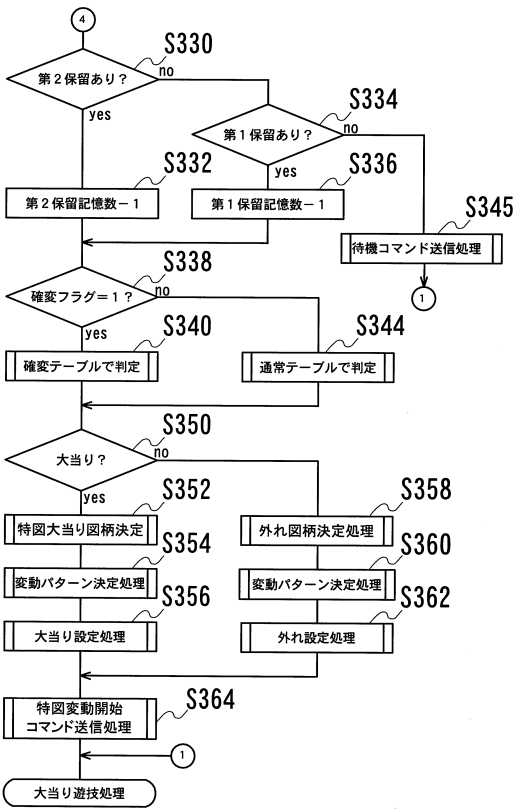 4
S330
第2保留あり?
no
yes
S334
第1保留あり?
no
yes
S332
第2保留記憶数－1
S336
第1保留記憶数－1
S345
待機コマンド送信処理
1
S338
確変フラグ＝1?
no
yes
S340
確変テーブルで判定
S344
通常テーブルで判定
S350
大当り?
no
yes
S352
特図大当り図柄決定
S358
外れ図柄決定処理
S354
変動パターン決定処理
S360
変動パターン決定処理
S356
大当り設定処理
S362
外れ設定処理
S364
特図変動開始
コマンド送信処理
1
大当り遊技処理